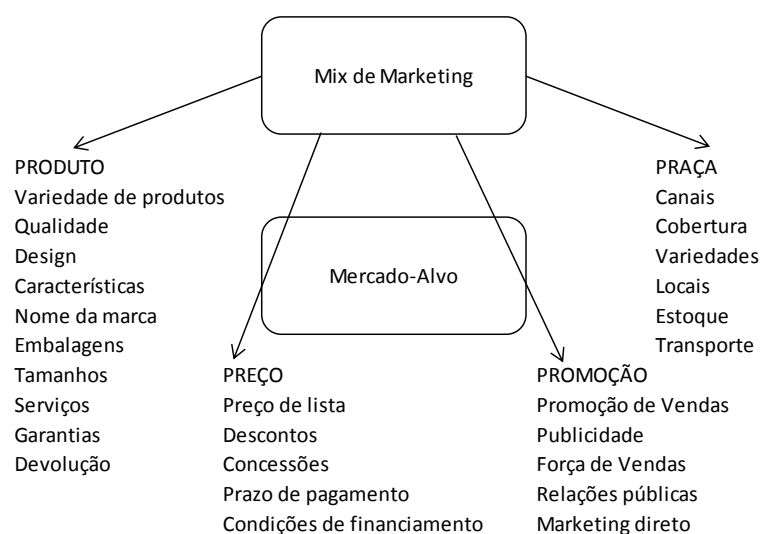 Mix de Marketing
Mercado-Alvo
PRODUTO
Variedade de produtos
Qualidade
Design
Características
Nome da marca
Embalagens
Tamanhos
Serviços
Garantias
Devolução
PREÇO
Preço de lista
Descontos
Concessões
Prazo de pagamento
Condições de financiamento
PROMOÇÃO
Promoção de Vendas
Publicidade
Força de Vendas
Relações públicas
Marketing direto
PRAÇA
Canais
Cobertura
Variedades
Locais
Estoque
Transporte